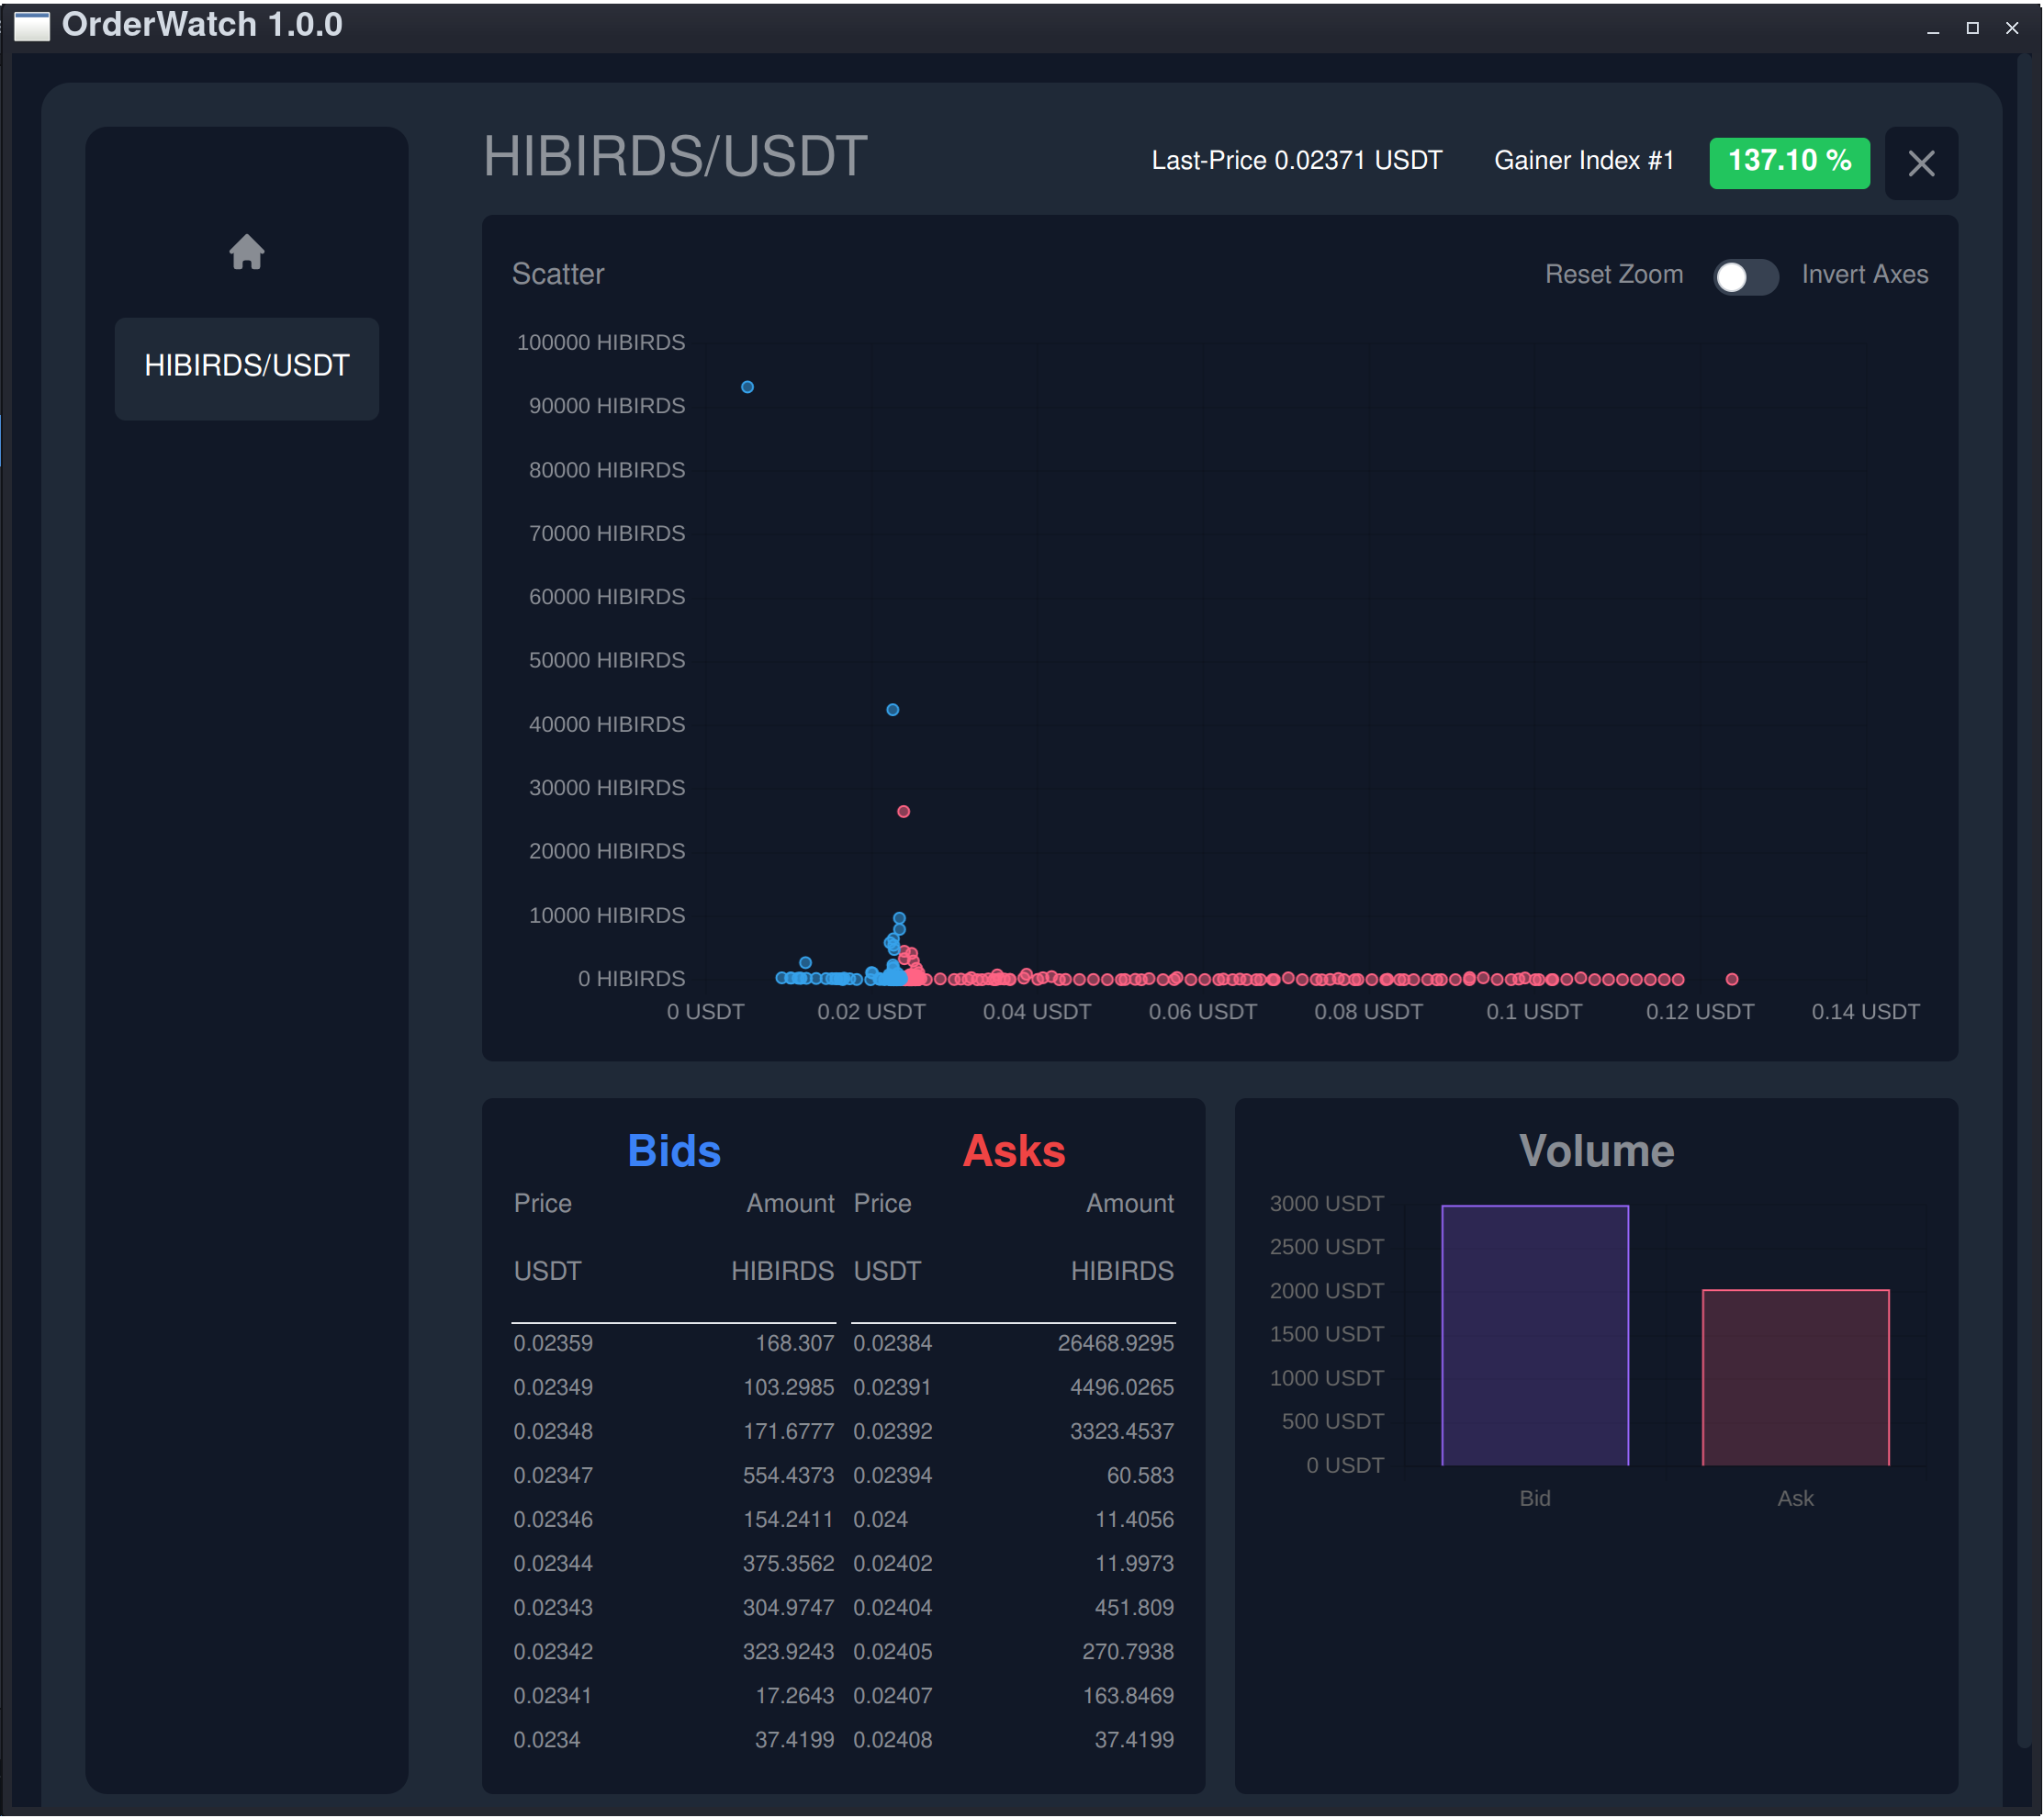 OrderWatch 1.0.0
HIBIRDS/USDT
HIBIRDS/USDT
Last-Price 0.02371 USDT
Gainer Index #1
137.10 %
Scatter
Reset Zoom
Invert Axes
100000 HIBIRDS
90000 HIBIRDS
80000 HIBIRDS
70000 HIBIRDS
60000 HIBIRDS
50000 HIBIRDS
40000 HIBIRDS
30000 HIBIRDS
20000 HIBIRDS
10000 HIBIRDS
0 HIBIRDS
0 USDT 0.02 USDT 0.04 USDT 0.06 USDT 0.08 USDT 0.1 USDT 0.12 USDT 0.14 USDT
Bids Asks
Price Amount Price Amount
USDT HIBIRDS USDT HIBIRDS
0.02359 168.307 0.02384 26468.9295
0.02349 103.2985 0.02391 4496.0265
0.02348 171.6777 0.02392 3323.4537
0.02347 554.4373 0.02394 60.583
0.02346 154.2411 0.024 11.4056
0.02344 375.3562 0.02402 11.9973
0.02343 304.9747 0.02404 451.809
0.02342 323.9243 0.02405 270.7938
0.02341 17.2643 0.02407 163.8469
0.0234 37.4199 0.02408 37.4199
Volume
3000 USDT
2500 USDT
2000 USDT
1500 USDT
1000 USDT
500 USDT
0 USDT
Bid Ask